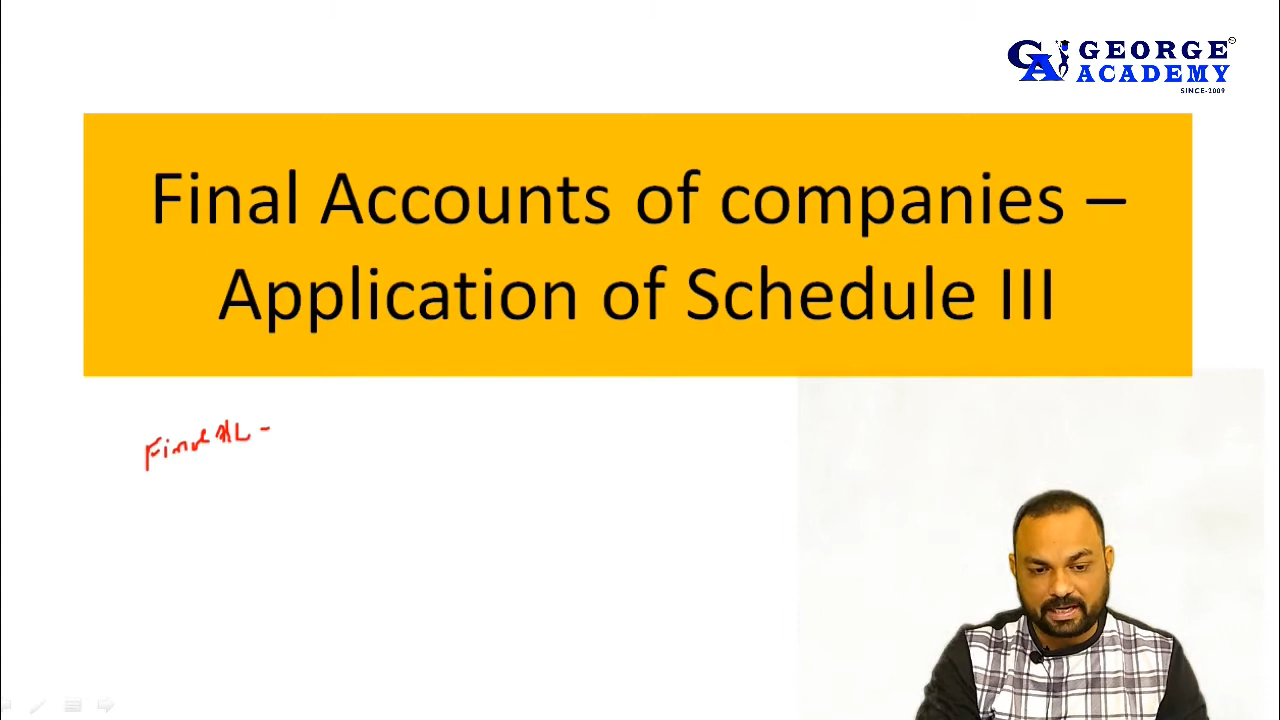 GEORGE
ACADEMY
SINCE-2009
Final Accounts of companies –
Application of Schedule III
Final